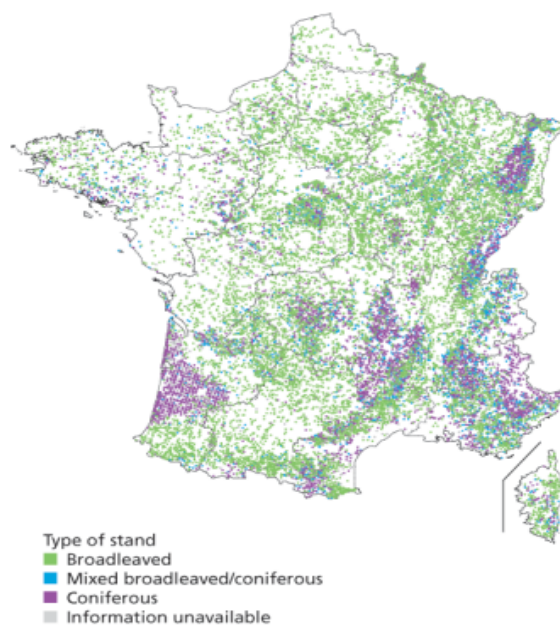 Type of stand
Broadleaved
Mixed broadleaved/coniferous
Coniferous
Information unavailable